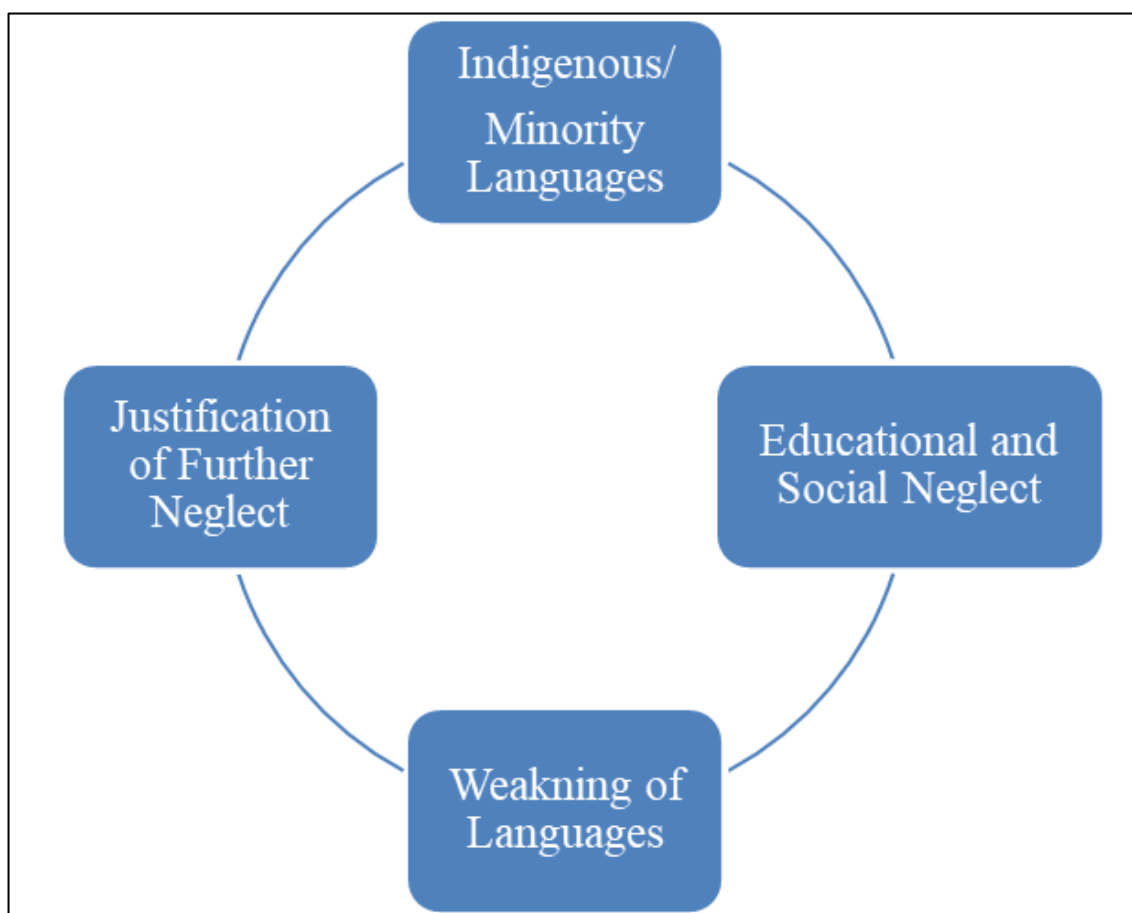 Indigenous/
Minority
Languages
Justification
of Further
Neglect
Educational and
Social Neglect
Weakning of
Languages